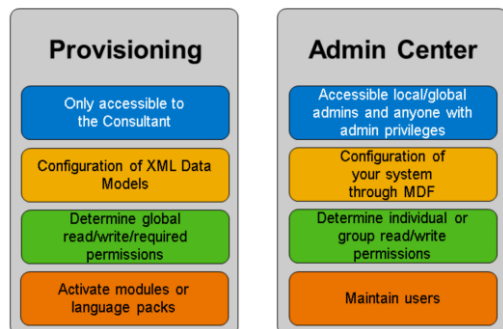 Provisioning
Only accessible to
the Consultant
Configuration of XML Data
Models
Determine global
read/write/required
permissions
Activate modules or
language packs
Admin Center
Accessible local/global
admins and anyone with
admin privileges
Configuration of
your system
through MDF
Determine individual or
group read/write
permissions
Maintain users